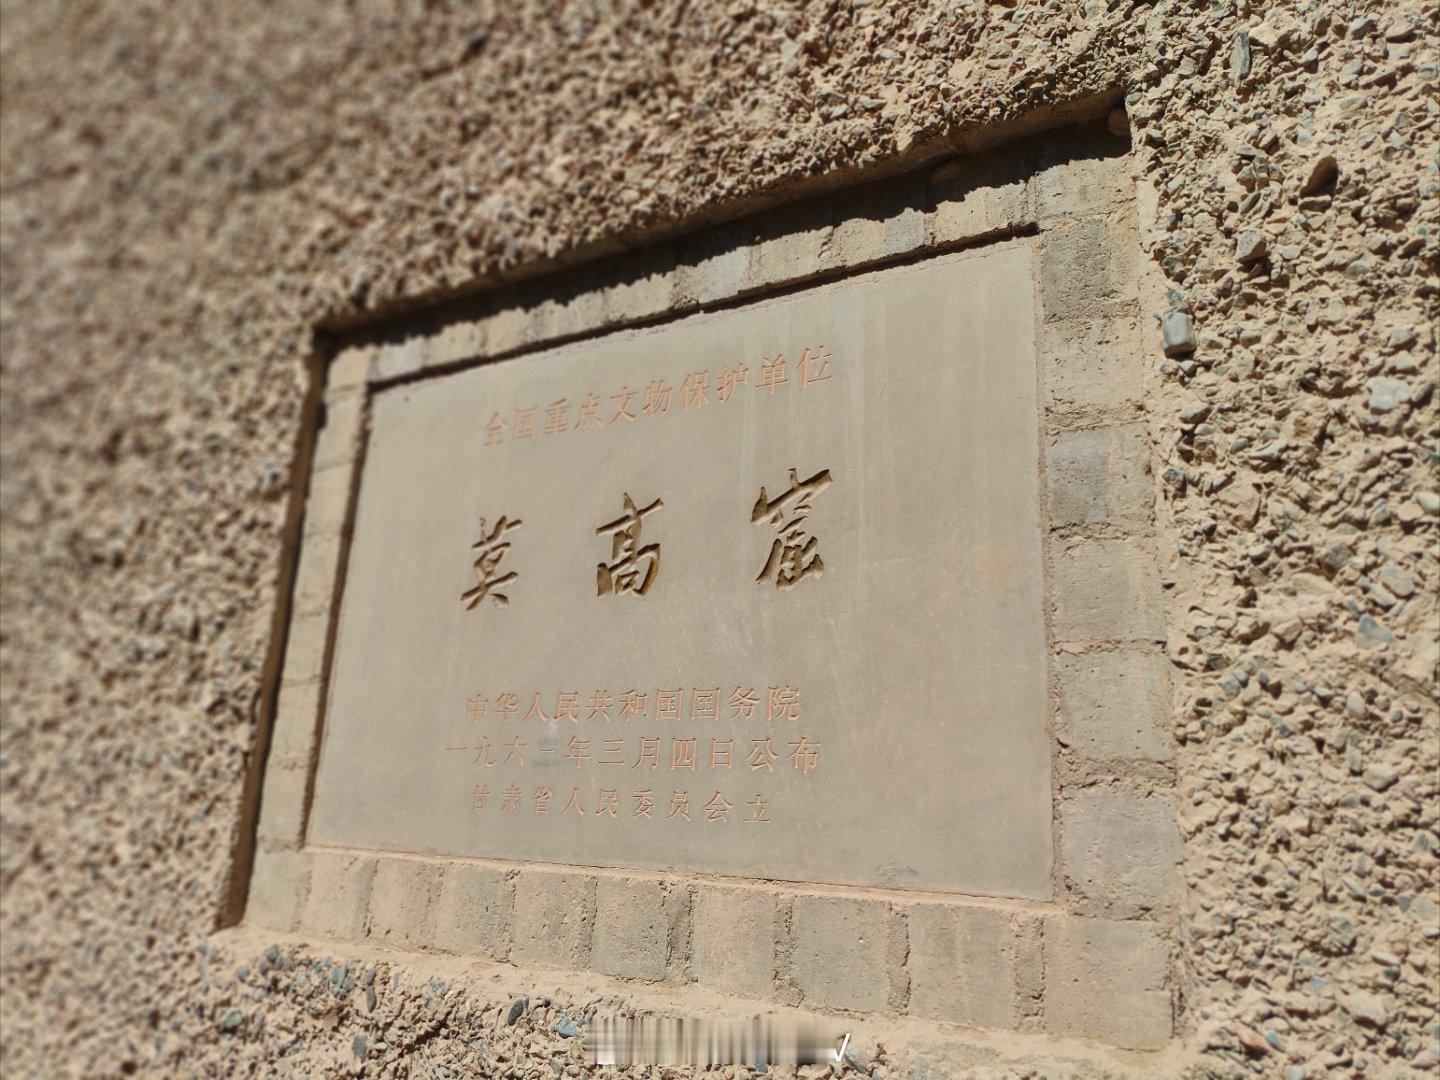 全国重点文物保护单位
莫高窟
中华人民共和国国务院
一九六一年三月四日公布
甘肃省人民委员会立